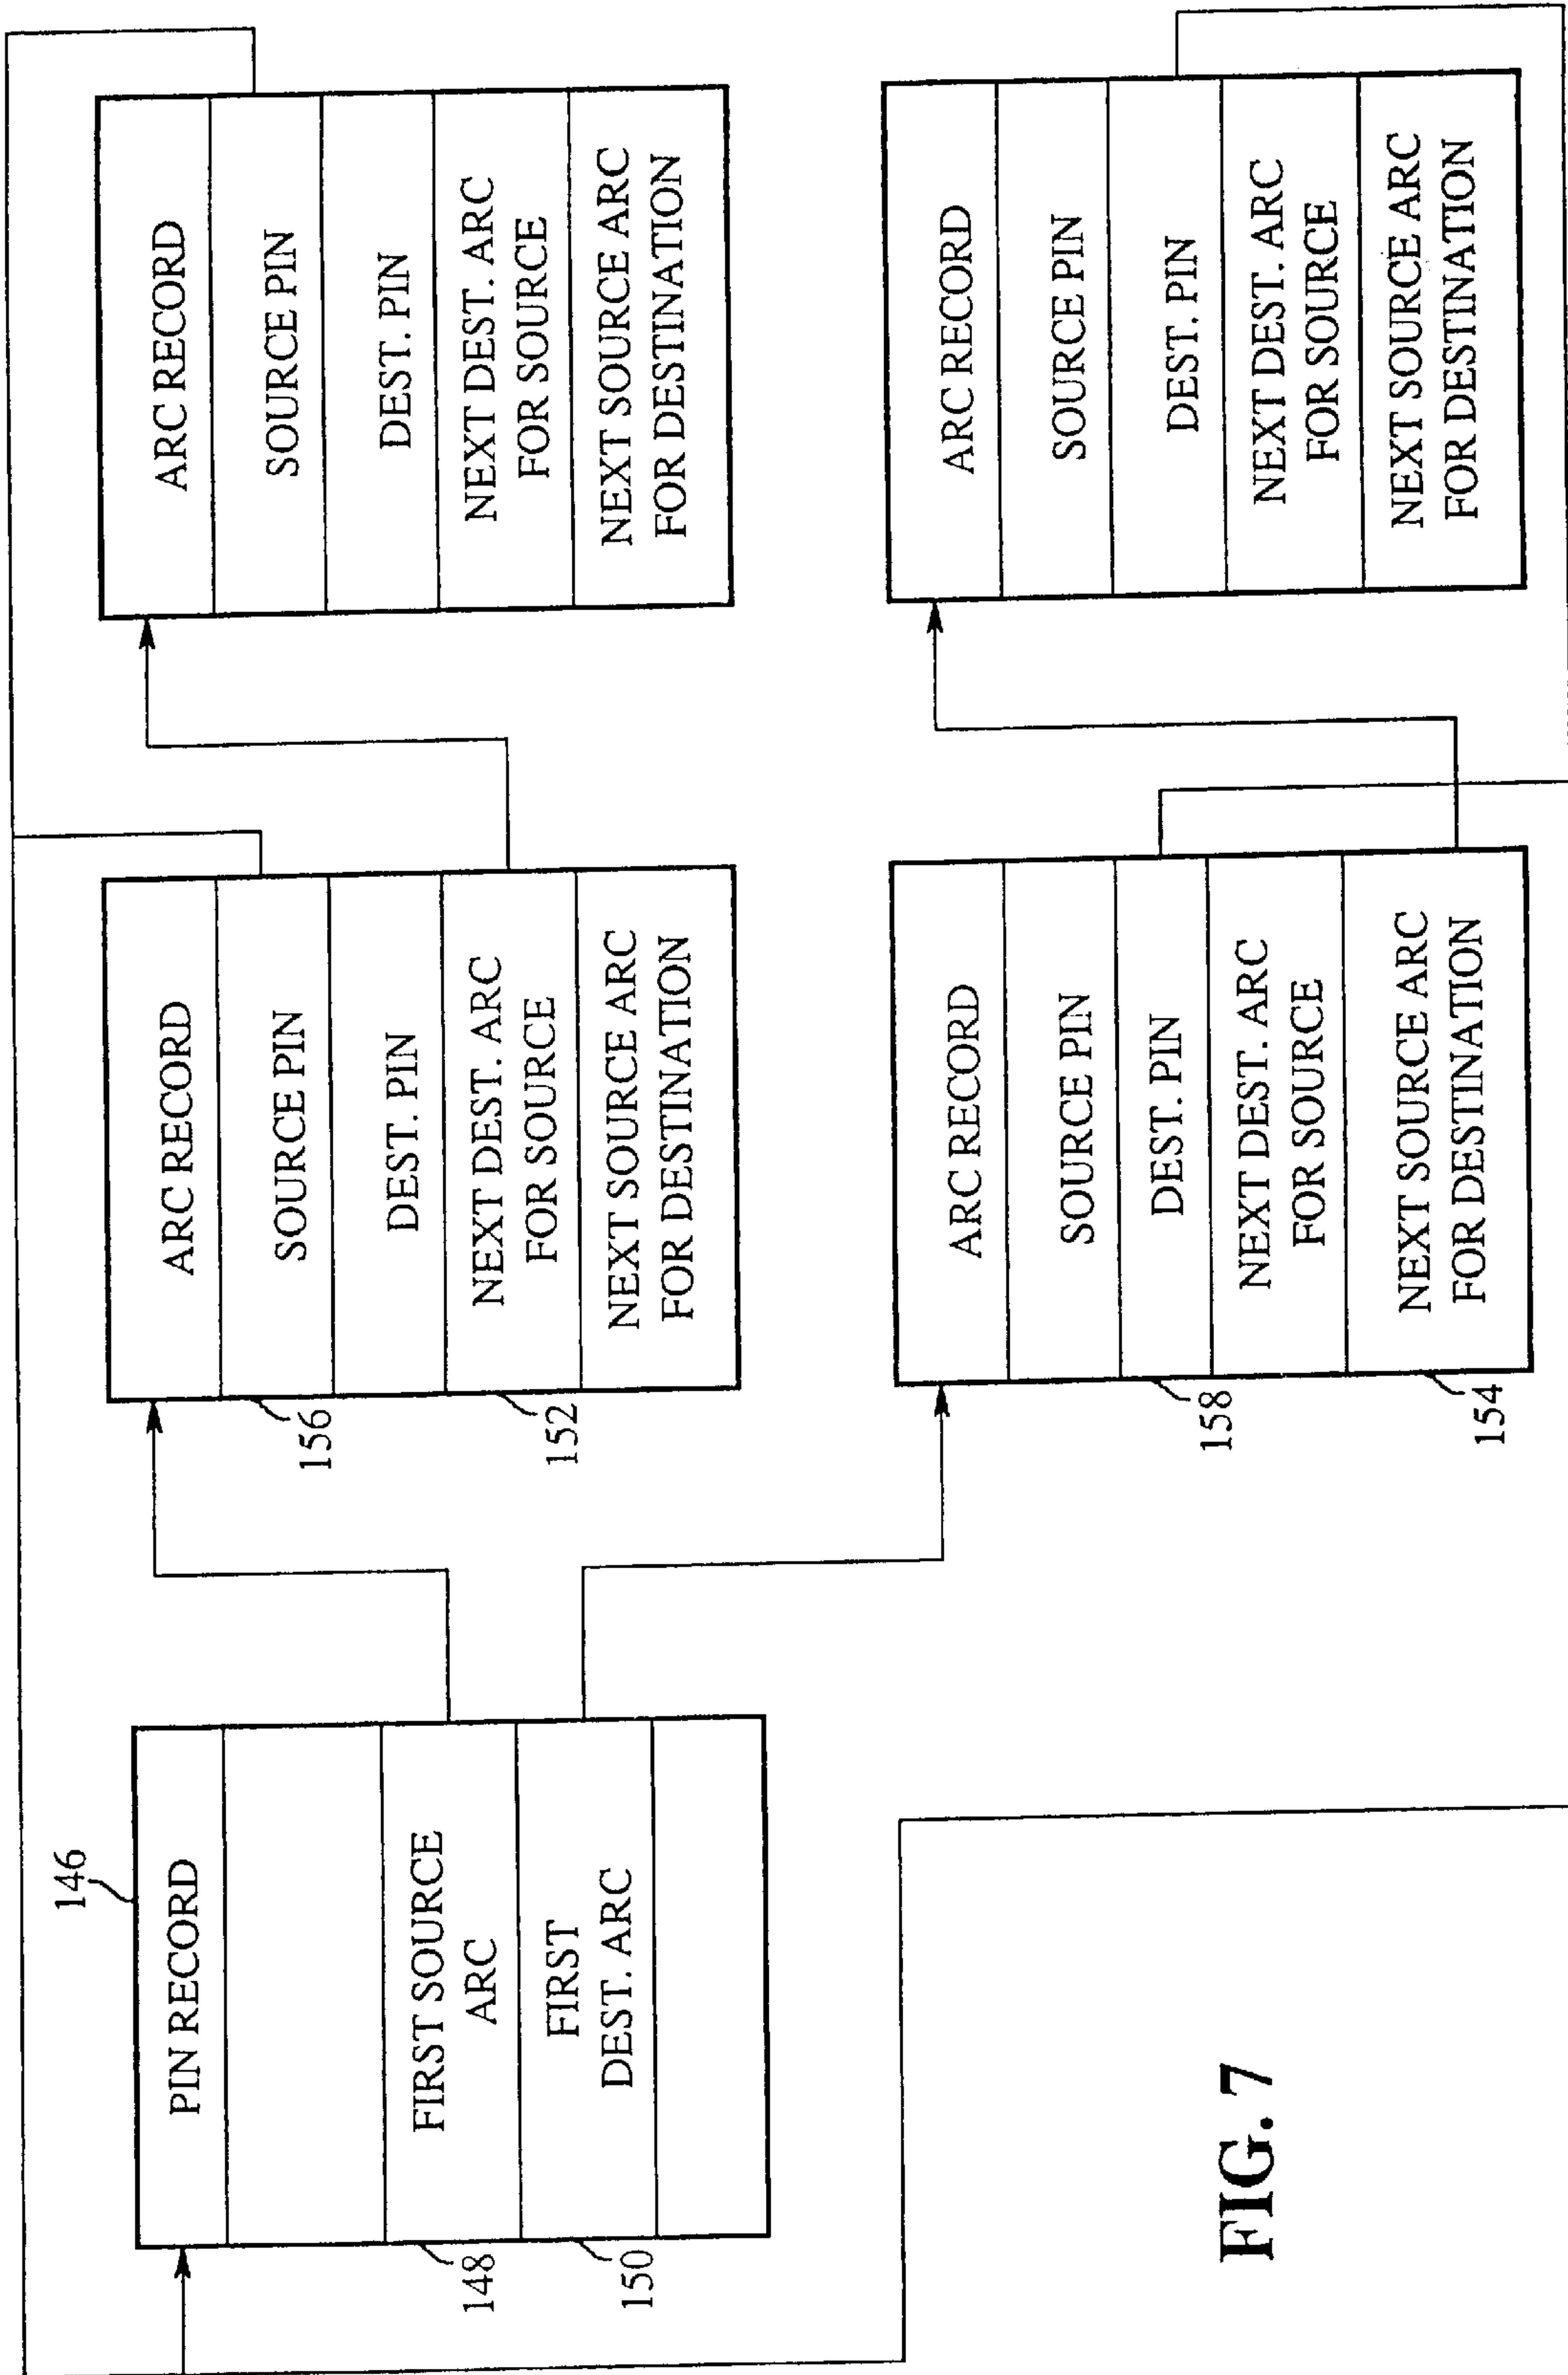 146
PIN RECORD
FIRST SOURCE
ARC
FIRST
DEST. ARC
148
150
ARC RECORD
SOURCE PIN
DEST. PIN
NEXT DEST. ARC
FOR SOURCE
NEXT SOURCE ARC
FOR DESTINATION
156
152
ARC RECORD
SOURCE PIN
DEST. PIN
NEXT DEST. ARC
FOR SOURCE
NEXT SOURCE ARC
FOR DESTINATION
ARC RECORD
SOURCE PIN
DEST. PIN
NEXT DEST. ARC
FOR SOURCE
NEXT SOURCE ARC
FOR DESTINATION
158
154
ARC RECORD
SOURCE PIN
DEST. PIN
NEXT DEST. ARC
FOR SOURCE
NEXT SOURCE ARC
FOR DESTINATION
FIG. 7